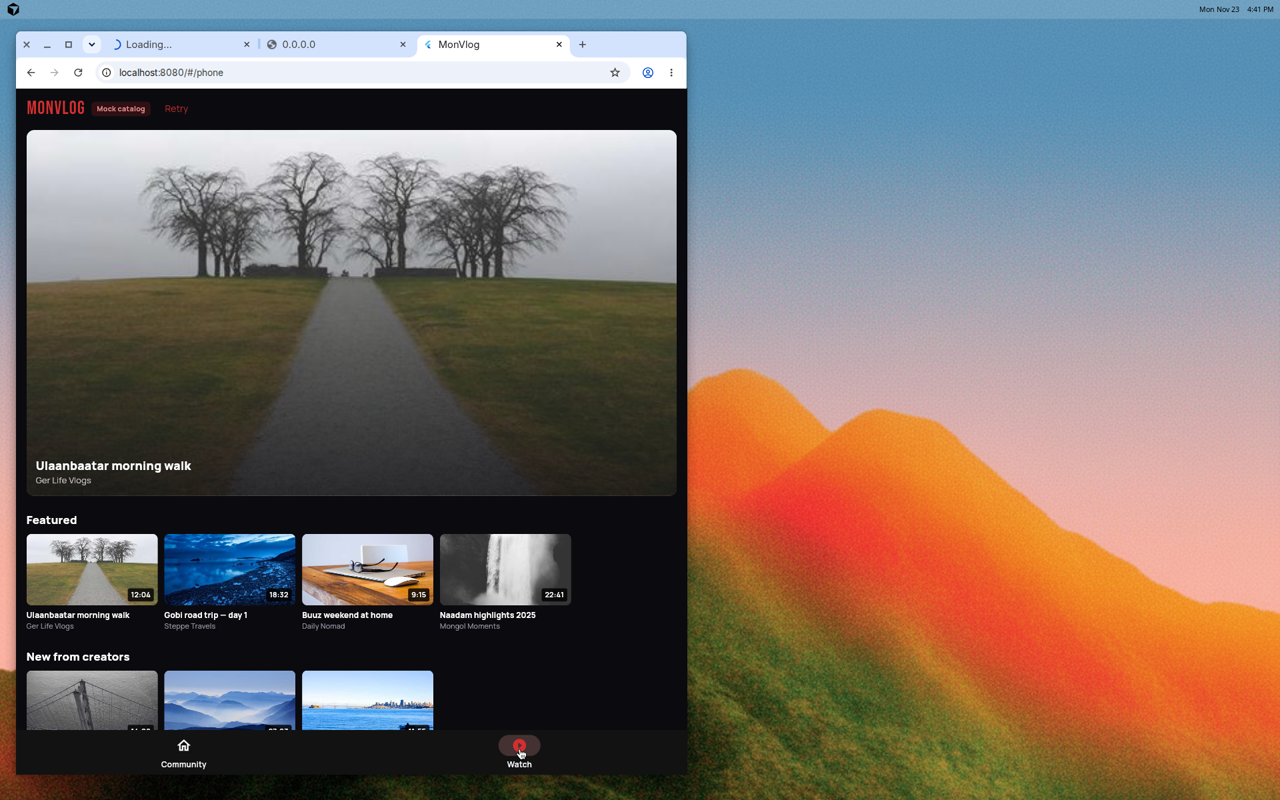 Mon Nov 23 4:41 PM
Loading...
0.0.0.0
MonVlog
localhost:8080/#/phone
MONVLOG
Mock catalog
Retry
Ulaanbaatar morning walk
Ger Life Vlogs
Featured
12:04
18:32
9:15
22:41
Ulaanbaatar morning walk
Gobi road trip — day 1
Buuz weekend at home
Naadam highlights 2025
Ger Life Vlogs
Steppe Travels
Daily Nomad
Mongol Moments
New from creators
Community
Watch